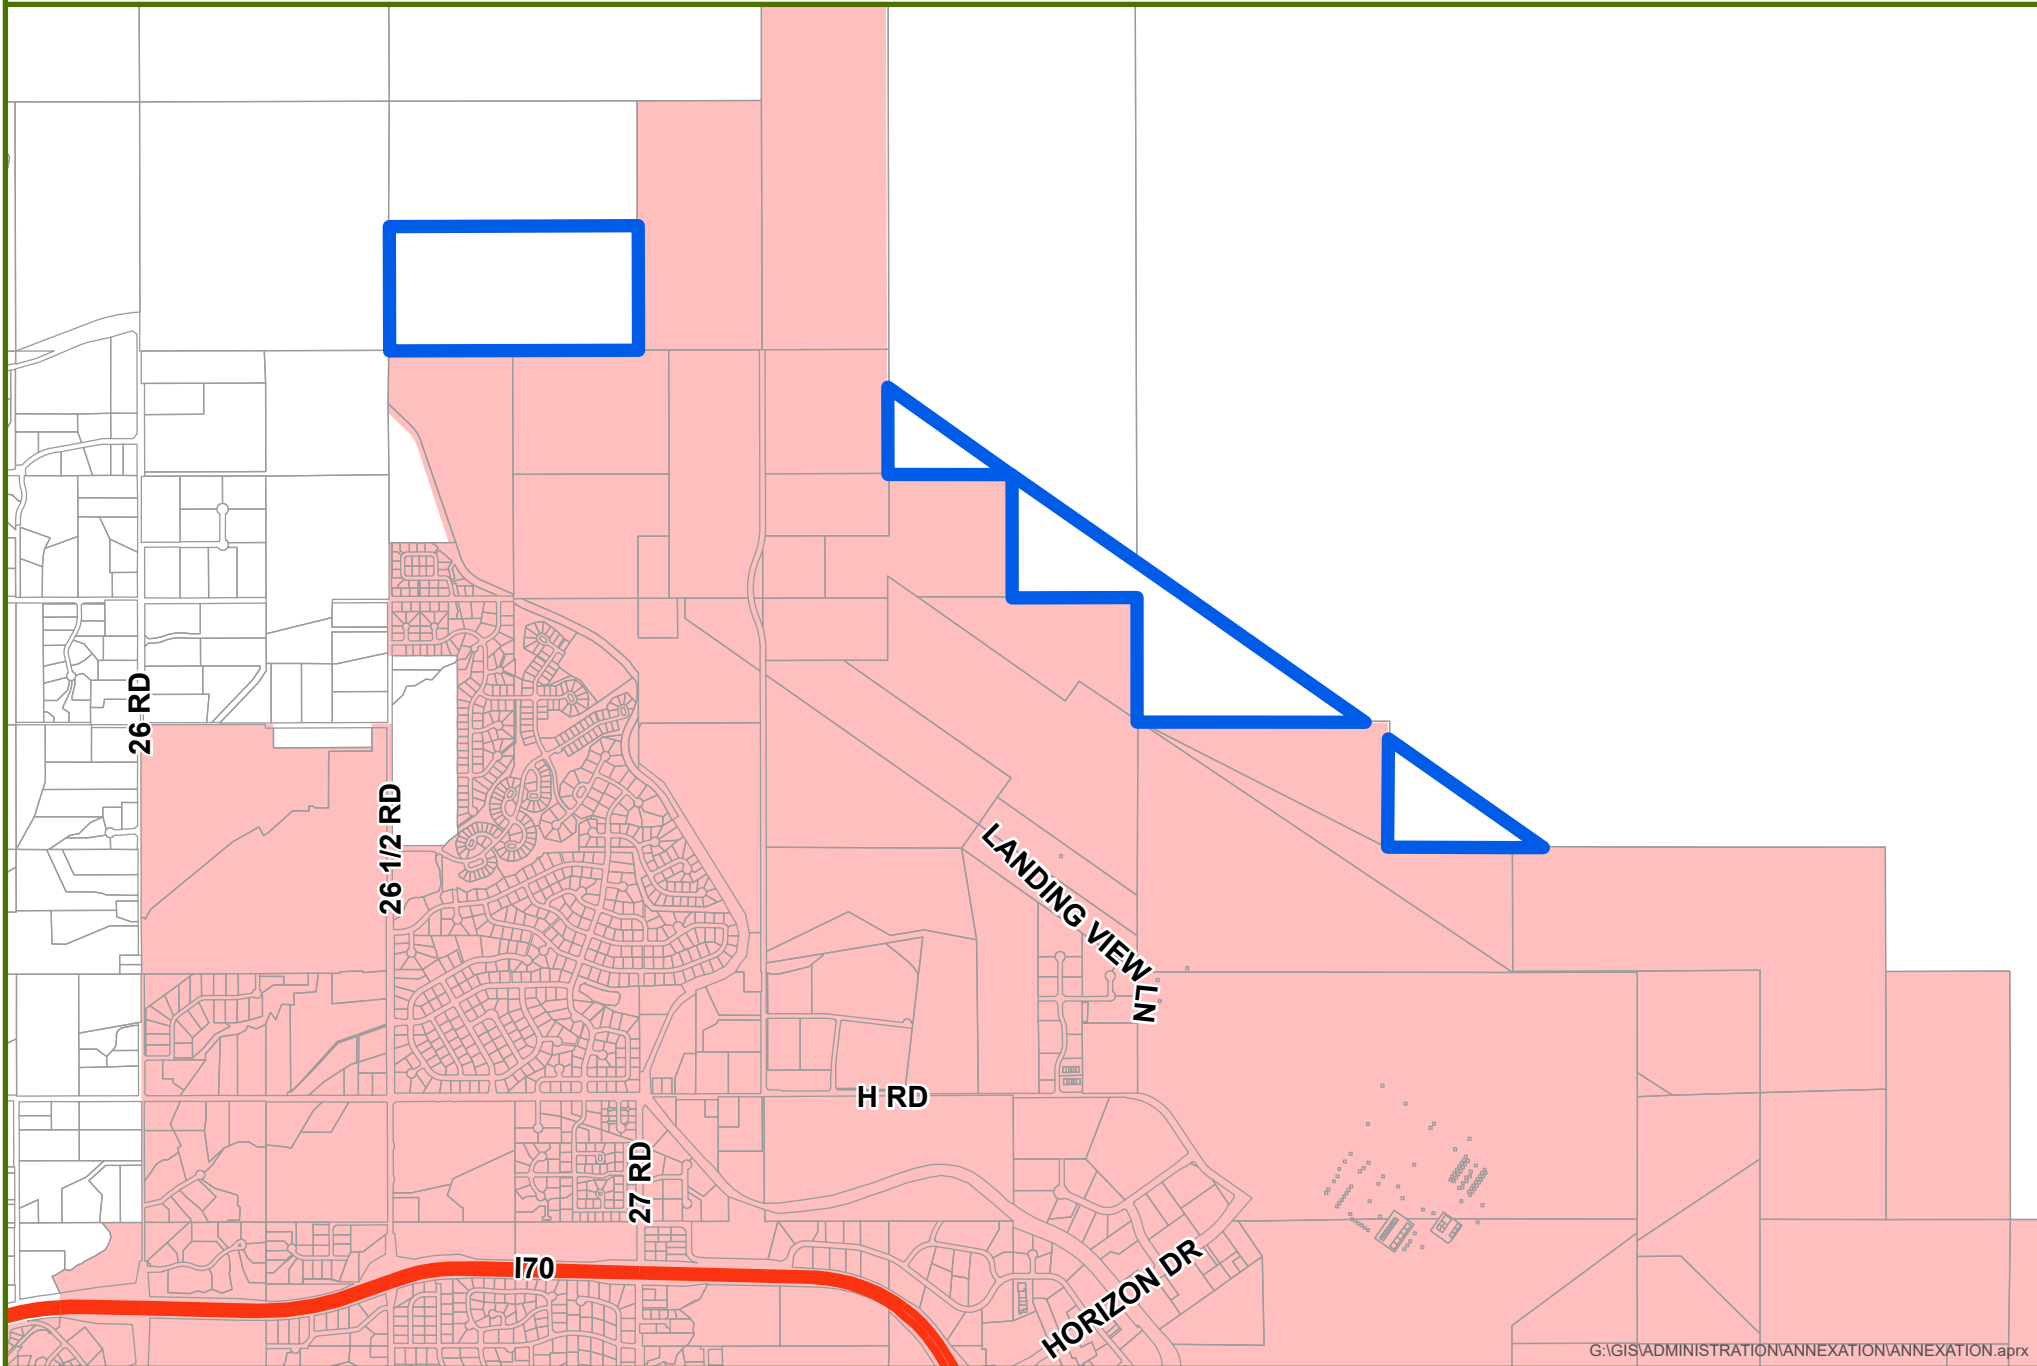 26 RD
26 1/2 RD
LANDING VIEW LN
H RD
27 RD
I70
HORIZON DR
G:\GIS\ADMINISTRATION\ANNEXATION\ANNEXATION.aprx